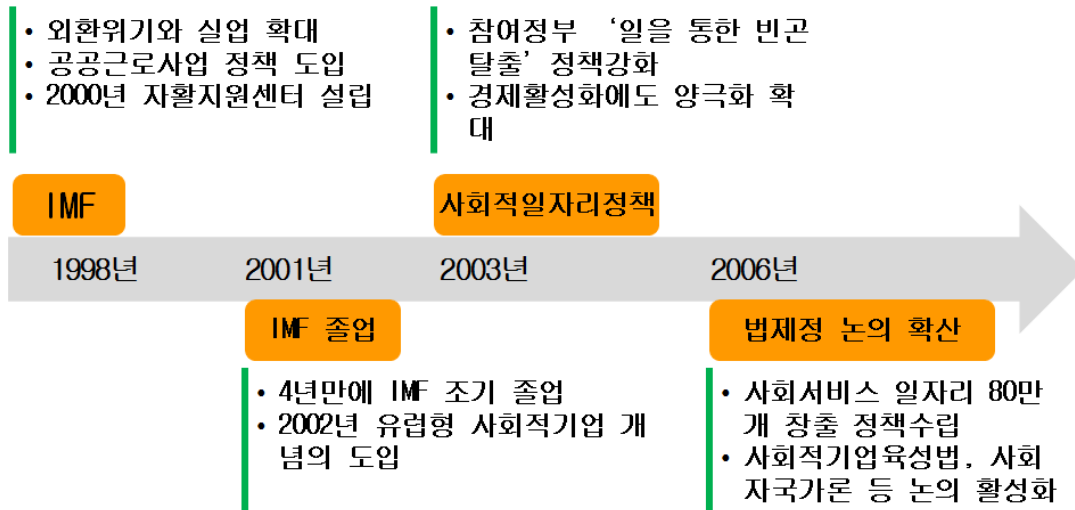 • 외환위기와 실업 확대
• 공공근로사업 정책 도입
• 2000년 자활지원센터 설립
• 참여정부 ‘일을 통한 빈곤
탈출’ 정책강화
• 경제활성화에도 양극화 확
대
IMF
사회적일자리정책
1998년
2001년
2003년
2006년
IMF 졸업
법제정 논의 확산
• 4년만에 IMF 조기 졸업
• 2002년 유럽형 사회적기업 개
념의 도입
• 사회서비스 일자리 80만
개 창출 정책수립
• 사회적기업육성법, 사회
자국가론 등 논의 활성화